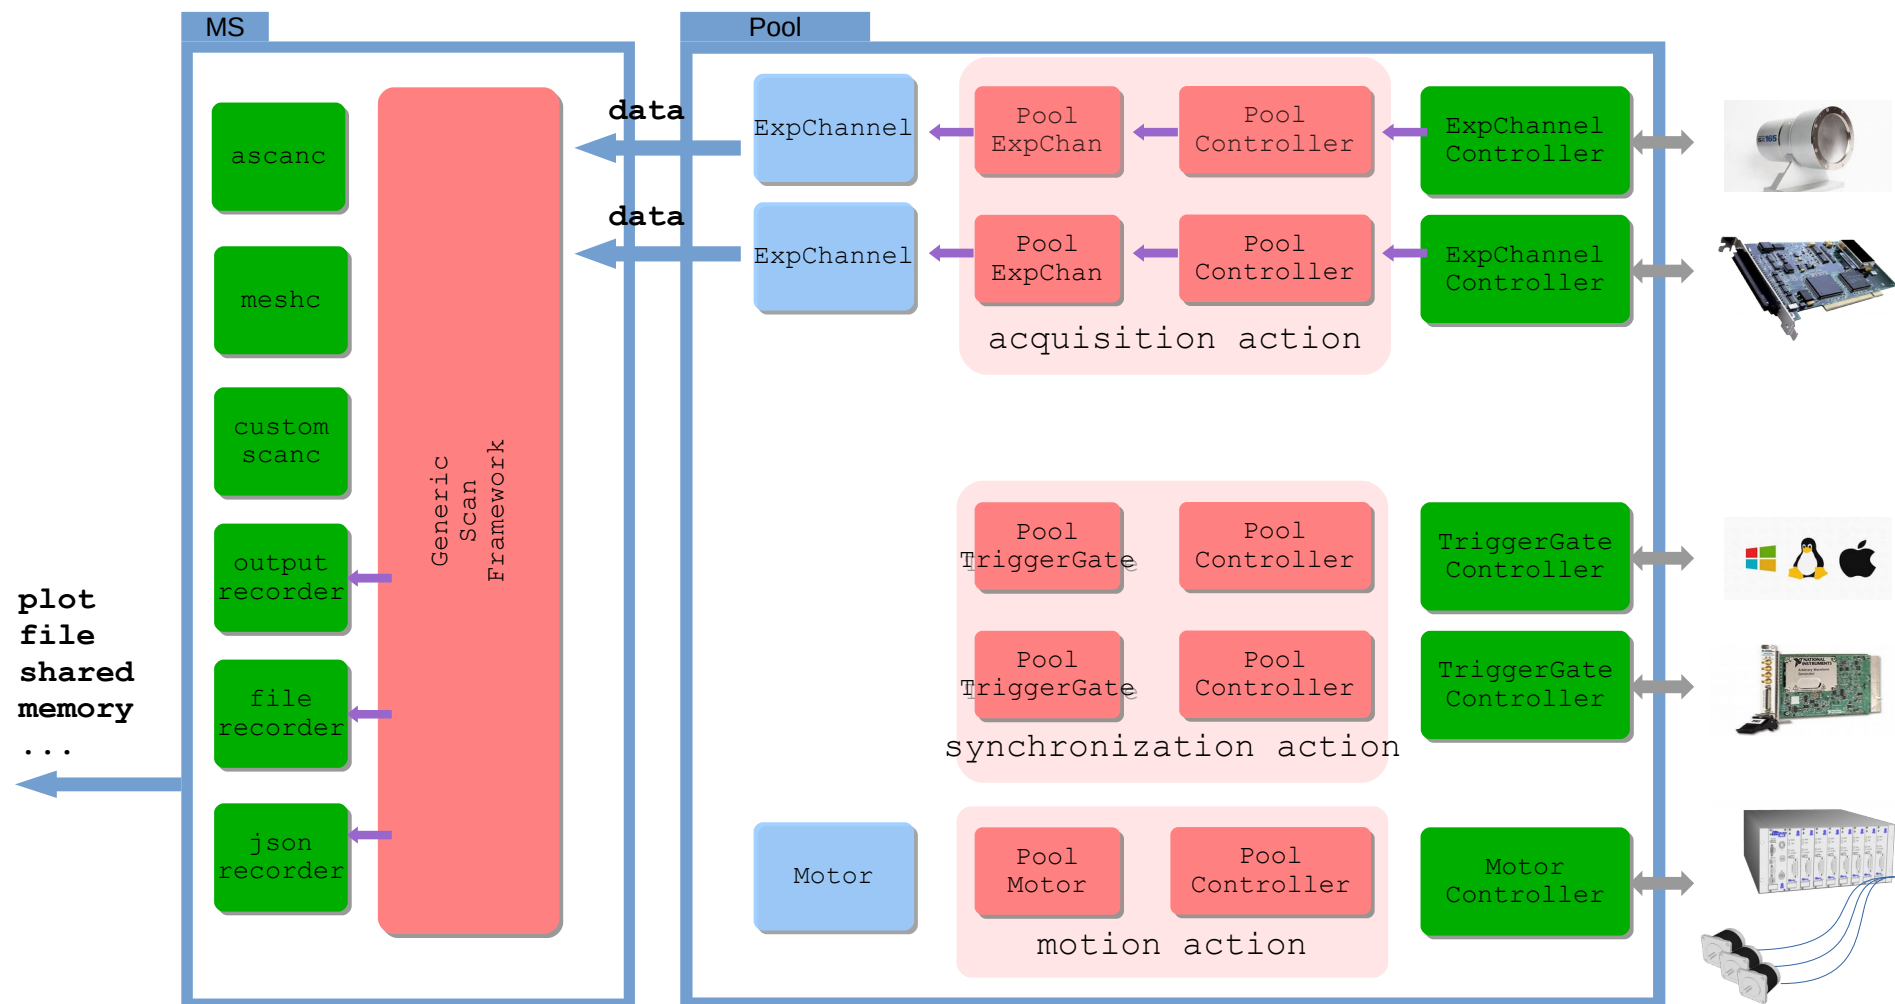 MS
Pool
ascanc
meshc
custom
scanc
output
recorder
file
recorder
json
recorder
Generic
Scan
Framework
plot
file
shared
memory
...
data
data
ExpChannel
ExpChannel
Pool
ExpChan
Pool
Controller
ExpChannel
Controller
Pool
ExpChan
Pool
Controller
ExpChannel
Controller
acquisition action
Pool
TriggerGate
Pool
Controller
TriggerGate
Controller
Pool
TriggerGate
Pool
Controller
TriggerGate
Controller
synchronization action
Motor
Pool
Motor
Pool
Controller
Motor
Controller
motion action
165
NATIONAL
INSTRUMENTS